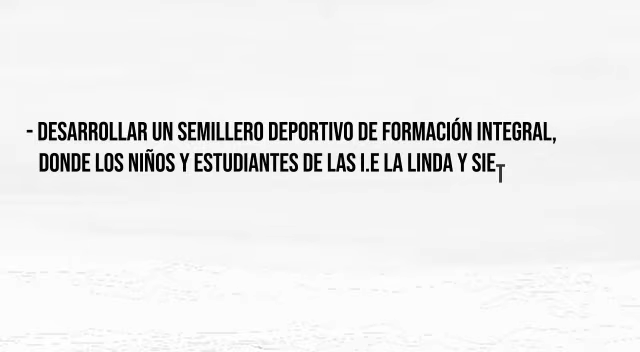 - DESARROLLAR UN SEMILLERO DEPORTIVO DE FORMACIÓN INTEGRAL,
DONDE LOS NIÑOS Y ESTUDIANTES DE LAS I.E LA LINDA Y SIET